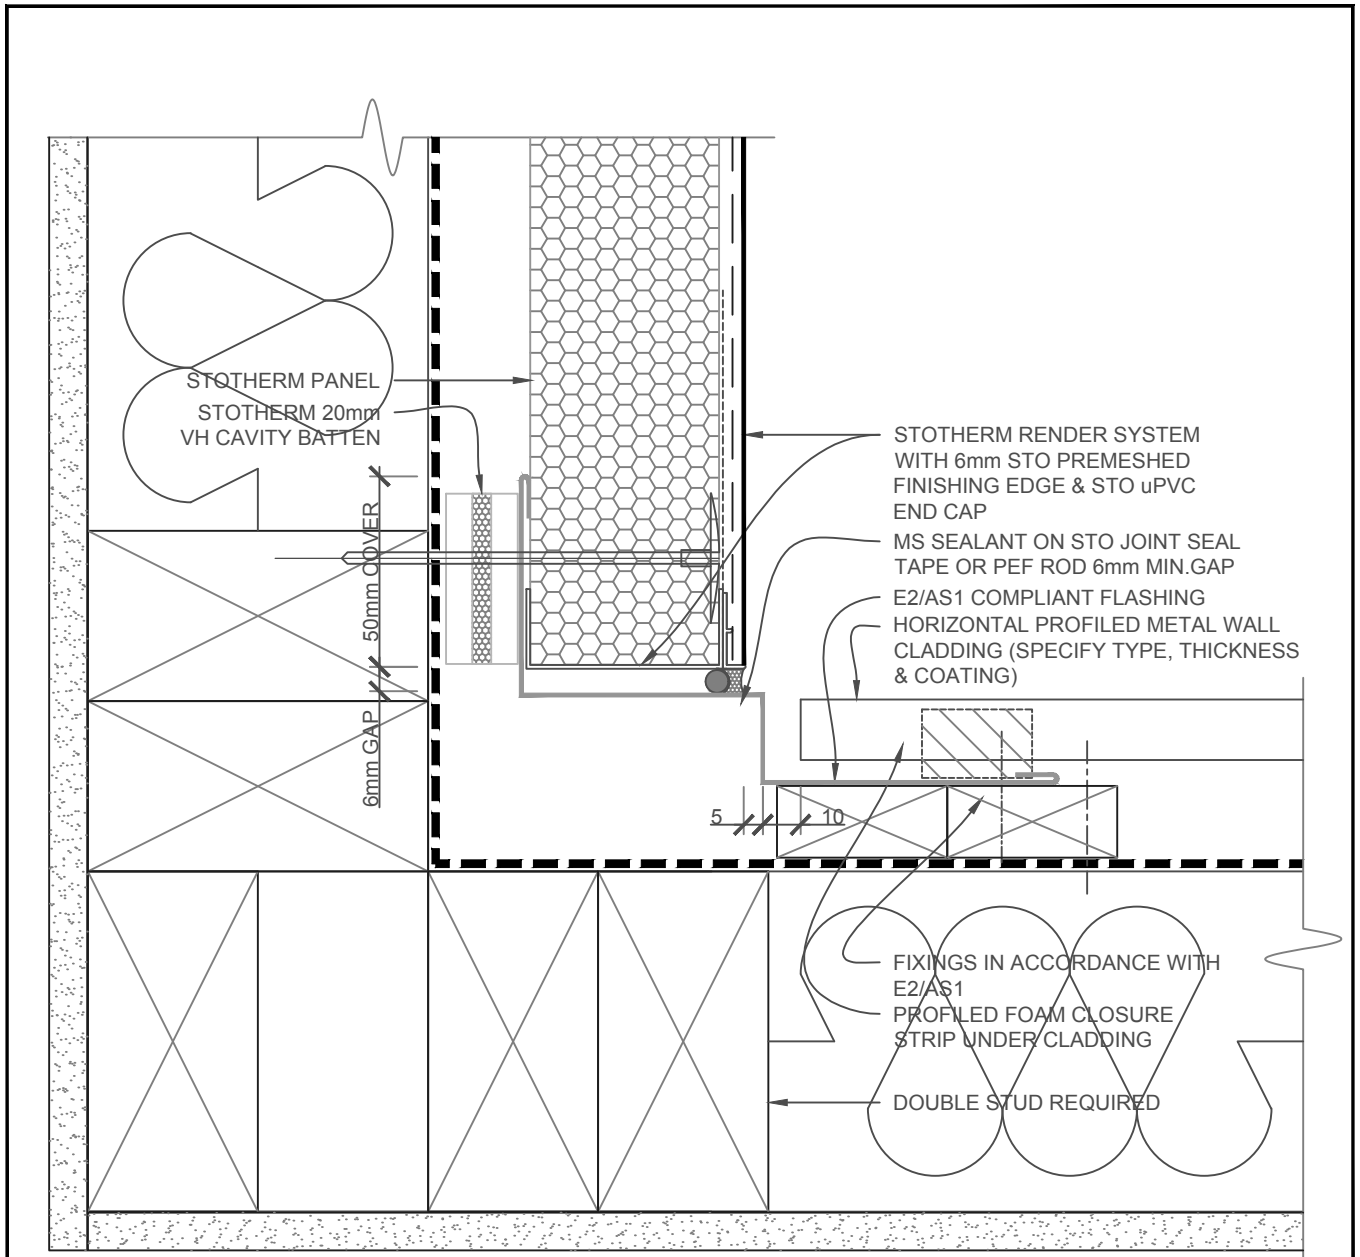 STOTHERM PANEL
STOTHERM 20mm
VH CAVITY BATTEN
50mm COVER
6mm GAP
STOTHERM RENDER SYSTEM
WITH 6mm STO PREMESHED
FINISHING EDGE & STO uPVC
END CAP
MS SEALANT ON STO JOINT SEAL
TAPE OR PEF ROD 6mm MIN.GAP
E2/AS1 COMPLIANT FLASHING
HORIZONTAL PROFILED METAL WALL
CLADDING (SPECIFY TYPE, THICKNESS
& COATING)
5 10
FIXINGS IN ACCORDANCE WITH
E2/AS1
PROFILED FOAM CLOSURE
STRIP UNDER CLADDING
DOUBLE STUD REQUIRED